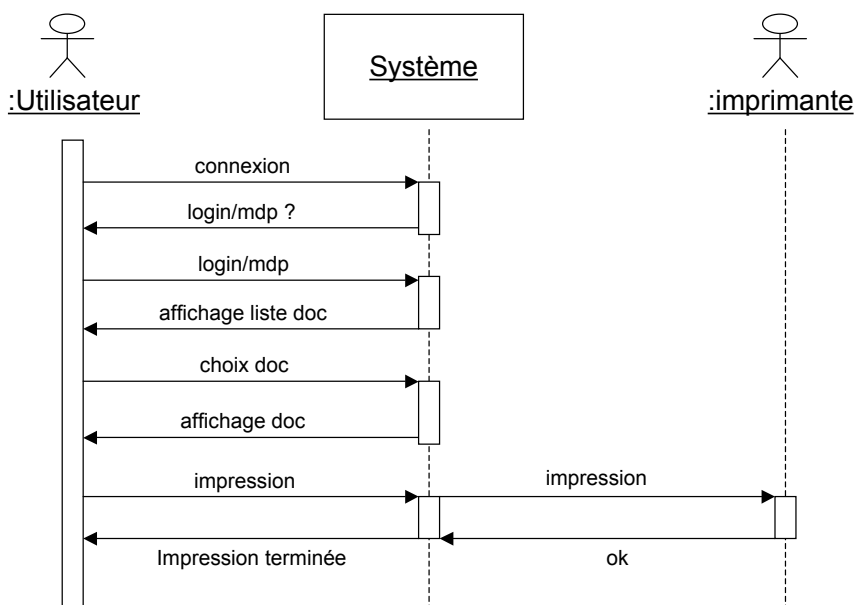 Système
:Utilisateur
:imprimante
connexion
login/mdp ?
login/mdp
affichage liste doc
choix doc
affichage doc
impression
impression
Impression terminée
ok